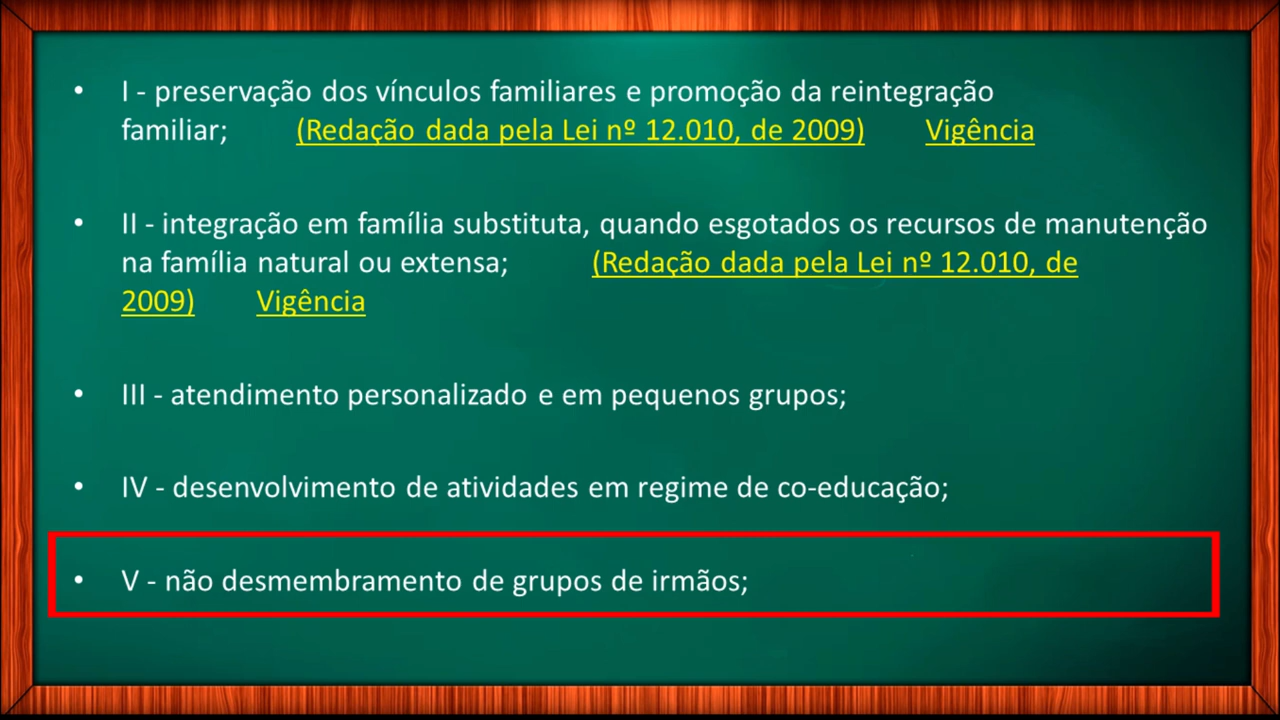 • I - preservação dos vínculos familiares e promoção da reintegração
familiar; (Redação dada pela Lei nº 12.010, de 2009) Vigência
• II - integração em família substituta, quando esgotados os recursos de manutenção
na família natural ou extensa; (Redação dada pela Lei nº 12.010, de
2009) Vigência
• III - atendimento personalizado e em pequenos grupos;
• IV - desenvolvimento de atividades em regime de co-educação;
• V - não desmembramento de grupos de irmãos;